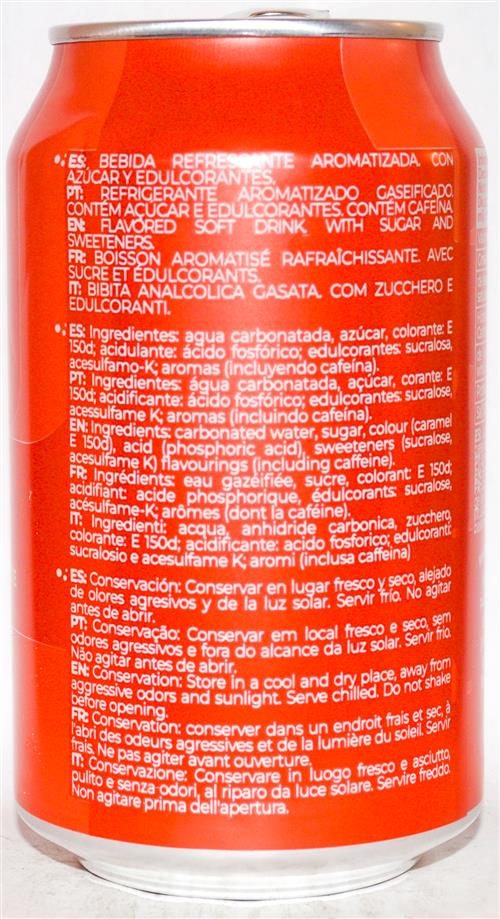 ES: BEBIDA REFRESCANTE AROMATIZADA. CON
AZÚCAR Y EDULCORANTES.
PT: REFRIGERANTE AROMATIZADO GASEIFICADO.
CONTÉM AÇUCAR E EDULCORANTES. CONTÉM CAFEÍNA.
EN: FLAVORED SOFT DRINK. WITH SUGAR AND
SWEETENERS.
FR: BOISSON AROMATISÉ RAFRAÎCHISSANTE. AVEC
SUCRE ET ÉDULCORANTS.
IT: BIBITA ANALCOLICA GASATA. COM ZUCCHERO E
EDULCORANTI.
ES: Ingredientes: agua carbonatada, azúcar, colorante: E
150d; acidulante: ácido fosfórico; edulcorantes: sucralosa,
acesulfamo-K; aromas (incluyendo cafeína).
PT: Ingredientes: água carbonatada, açúcar, corante: E
150d; acidificante: ácido fosfórico; edulcorantes: sucralose,
acessulfame K; aromas (incluindo cafeína).
EN: Ingredients: carbonated water, sugar, colour (caramel
E 150d), acid (phosphoric acid), sweeteners (sucralose,
acesulfame K) flavourings (including caffeine).
FR: Ingrédients: eau gazéifiée, sucre, colorant: E 150d;
acidifiant: acide phosphorique, édulcorants: sucralose,
acésulfame-K; arômes (dont la caféine).
IT: Ingredienti: acqua, anhidride carbonica, zucchero,
colorante: E 150d; acidificante: acido fosforico; edulcoranti:
sucralosio e acesulfame K; aromi (inclusa caffeina)
ES: Conservación: Conservar en lugar fresco y seco, alejado
de olores agresivos y de la luz solar. Servir frío. No agitar
antes de abrir.
PT: Conservação: Conservar em local fresco e seco, sem
odores agressivos e fora do alcance da luz solar. Servir frio.
Não agitar antes de abrir.
EN: Conservation: Store in a cool and dry place, away from
aggressive odors and sunlight. Serve chilled. Do not shake
before opening.
FR: Conservation: conserver dans un endroit frais et sec, à
l'abri des odeurs agressives et de la lumière du soleil. Servir
frais. Ne pas agiter avant ouverture.
IT: Conservazione: Conservare in luogo fresco e asciutto,
pulito e senza odori, al riparo da luce solare. Servire freddo.
Non agitare prima dell'apertura.